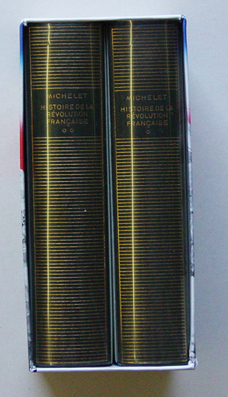 MICHELET
HISTOIRE DE LA
RÉVOLUTION
FRANÇAISE
MICHELET
HISTOIRE DE LA
RÉVOLUTION
FRANÇAISE